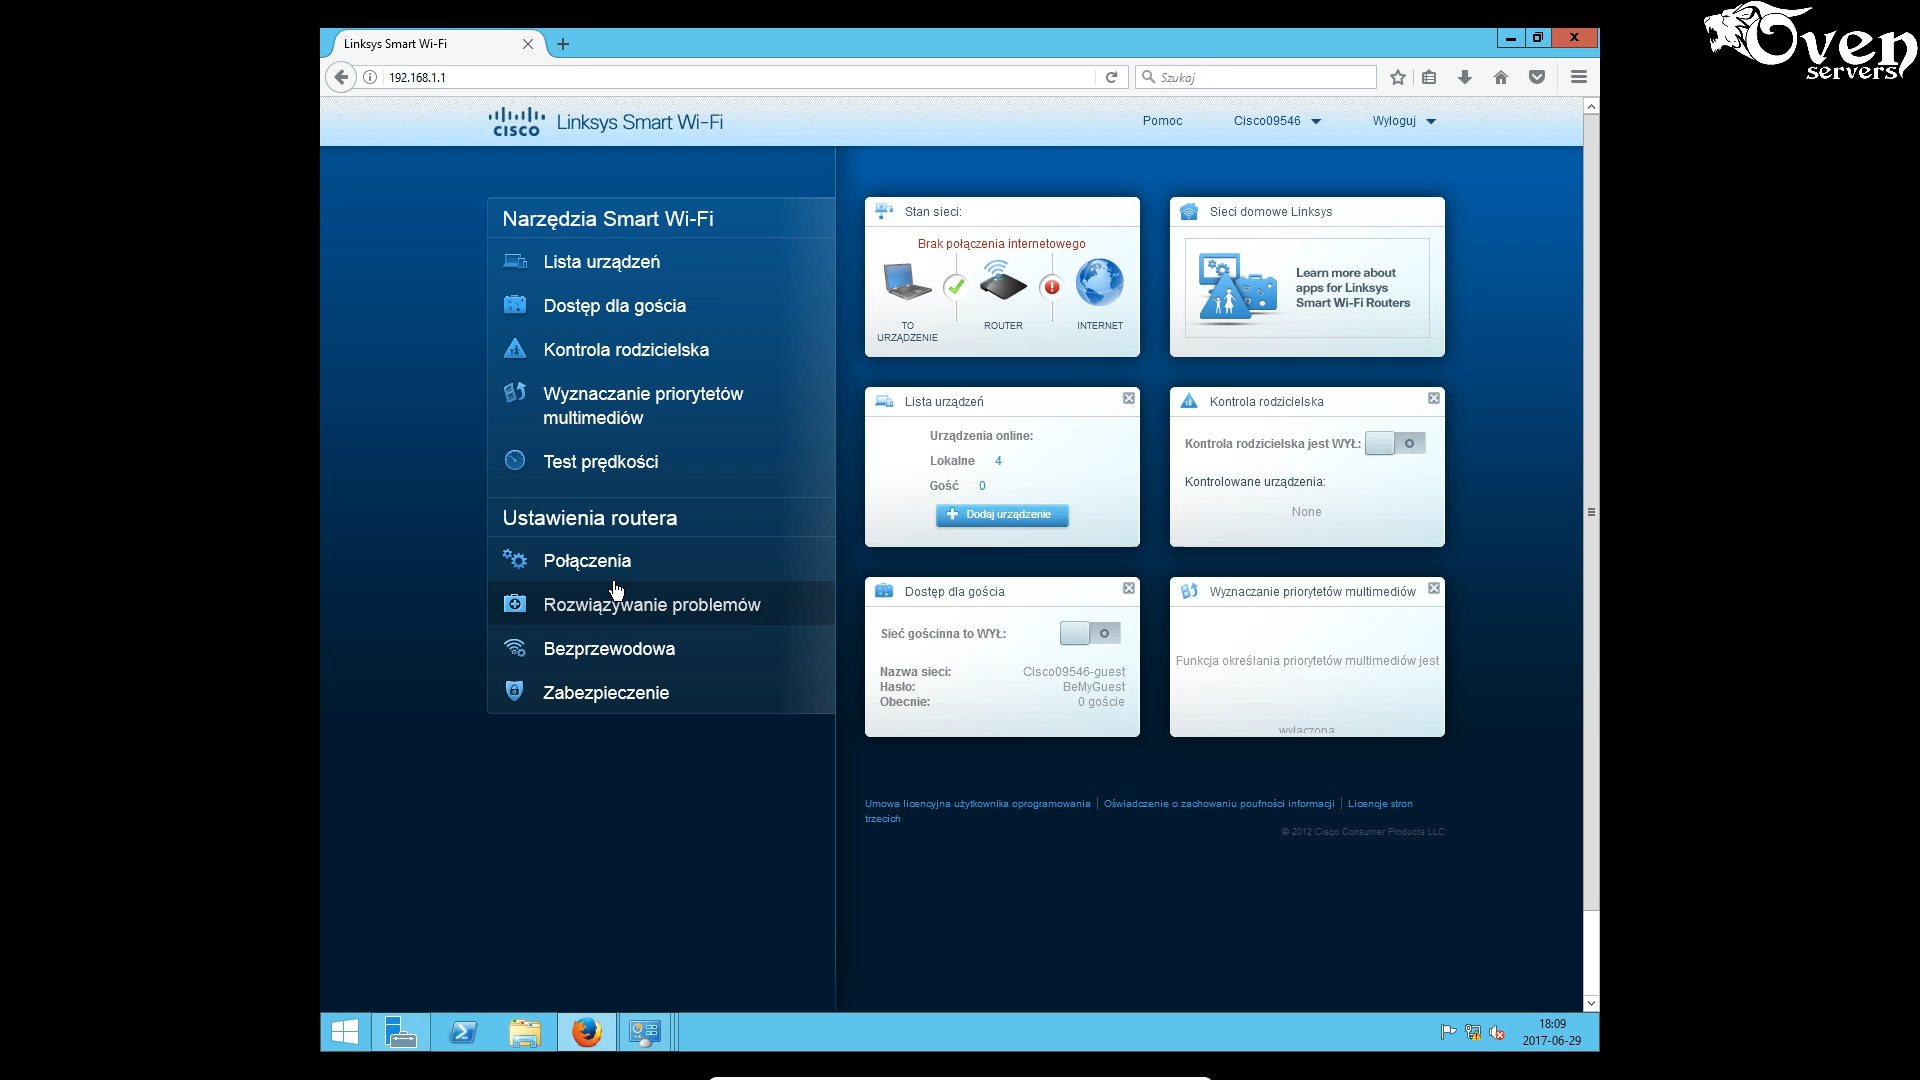 Oven
servers
Linksys Smart Wi-Fi
192.168.1.1
Szukaj
cisco
Linksys Smart Wi-Fi
Pomoc
Cisco09546
Wyloguj
Narzędzia Smart Wi-Fi
Lista urządzeń
Dostęp dla gościa
Kontrola rodzicielska
Wyznaczanie priorytetów
multimediów
Test prędkości
Ustawienia routera
Połączenia
Rozwiązywanie problemów
Bezprzewodowa
Zabezpieczenie
Stan sieci:
Brak połączenia internetowego
TO
URZĄDZENIE
ROUTER
INTERNET
Sieci domowe Linksys
Learn more about
apps for Linksys
Smart Wi-Fi Routers
Lista urządzeń
Urządzenia online:
Lokalne 4
Gość 0
Dodaj urządzenie
Kontrola rodzicielska
Kontrola rodzicielska jest WYŁ:
Kontrolowane urządzenia:
None
Dostęp dla gościa
Sieć gościnna to WYŁ:
Nazwa sieci: Cisco09546-guest
Hasło: BeMyGuest
Obecnie: 0 goście
Wyznaczanie priorytetów multimediów
Funkcja określania priorytetów multimediów jest
wyłączona
Umowa licencyjna użytkownika oprogramowania | Oświadczenie o zachowaniu poufności informacji | Licencje stron
trzecich
© 2012 Cisco Consumer Products LLC
18:09
2017-06-29